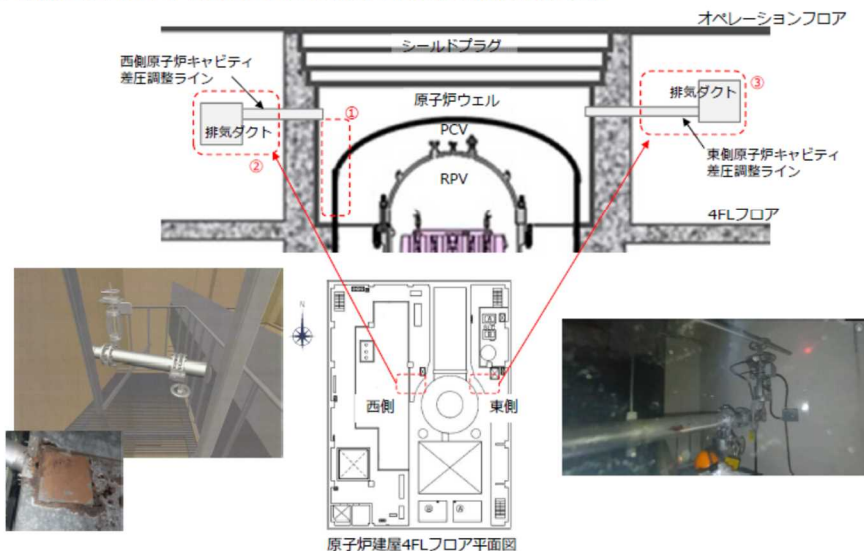 オペレーションフロア
シールドプラグ
西側原子炉キャビティ
差圧調整ライン
原子炉ウェル
排気ダクト
③
①
排気ダクト
PCV
②
東側原子炉キャビティ
差圧調整ライン
RPV
4FLフロア
N
西側
東側
原子炉建屋4FLフロア平面図